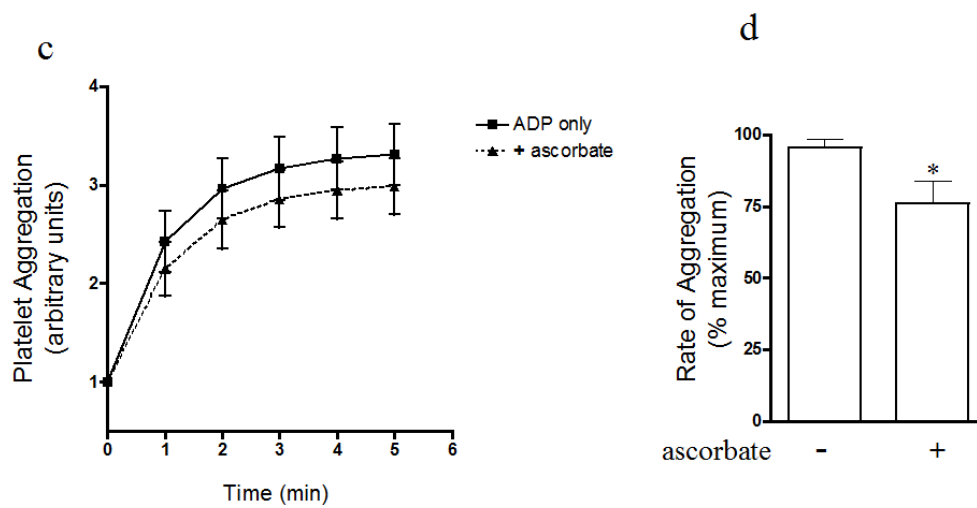 c
Platelet Aggregation
(arbitrary units)
4
3
2
1
0 1 2 3 4 5 6
Time (min)
ADP only
+ ascorbate
d
Rate of Aggregation
(% maximum)
100
75
50
25
0
*
ascorbate - +